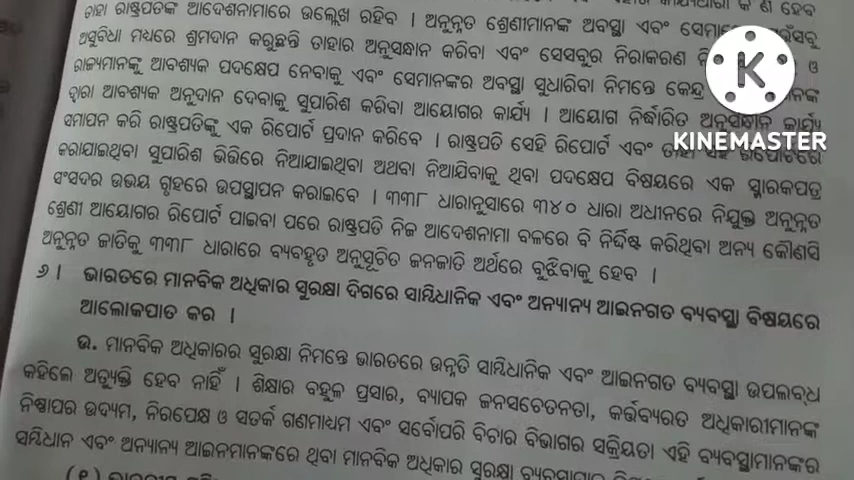 ତାହା ରାଷ୍ଟ୍ରପତିଙ୍କ ଆଦେଶନାମାରେ ଉଲ୍ଲେଖ ରହିବ । ଅନୁନ୍ନତ ଶ୍ରେଣୀମାନଙ୍କ ଅବସ୍ଥା ଏବଂ
ଅସୁବିଧା ମଧ୍ୟରେ ଶ୍ରମଦାନ କରୁଛନ୍ତି ତାହାର ଅନୁସନ୍ଧାନ କରିବା ଏବଂ ସେସବୁର ନିରାକରଣ ଓ
ରାଜ୍ୟମାନଙ୍କୁ ଆବଶ୍ୟକ ପଦକ୍ଷେପ ନେବାକୁ ଏବଂ ସେମାନଙ୍କର ଅବସ୍ଥା ସୁଧାରିବା ନିମନ୍ତେ କେନ୍ଦ୍ର
ଦ୍ୱାରା ଆବଶ୍ୟକ ଅନୁଦାନ ଦେବାକୁ ସୁପାରିଶ କରିବା ଆୟୋଗର କାର୍ଯ୍ୟ । ଆୟୋଗ ନିର୍ଦ୍ଧାରିତ ଅନୁସନ୍ଧାନ କାର୍ଯ୍ୟ
ସମାପନ କରି ରାଷ୍ଟ୍ରପତିଙ୍କୁ ଏକ ରିପୋର୍ଟ ପ୍ରଦାନ କରିବେ । ରାଷ୍ଟ୍ରପତି ସେହି ରିପୋର୍ଟ ଏବଂ
କରାଯାଇଥିବା ସୁପାରିଶ ଭିତ୍ତିରେ ନିଆଯାଇଥିବା ଅଥବା ନିଆଯିବାକୁ ଥିବା ପଦକ୍ଷେପ ବିଷୟରେ ଏକ ସ୍ମାରକପତ୍ର
ସଂସଦର ଉଭୟ ଗୃହରେ ଉପସ୍ଥାପନ କରାଇବେ । ୩୩୮ ଧାରାନୁସାରେ ୩୪୦ ଧାରା ଅଧୀନରେ ନିଯୁକ୍ତ ଅନୁନ୍ନତ
ଶ୍ରେଣୀ ଆୟୋଗର ରିପୋର୍ଟ ପାଇବା ପରେ ରାଷ୍ଟ୍ରପତି ନିଜ ଆଦେଶନାମା ବଳରେ ବି ନିର୍ଦ୍ଦିଷ୍ଟ କରିଥିବା ଅନ୍ୟ କୌଣସି
ଅନୁନ୍ନତ ଜାତିକୁ ୩୩୮ ଧାରାରେ ବ୍ୟବହୃତ ଅନୁସୂଚିତ ଜନଜାତି ଅର୍ଥରେ ବୁଝିବାକୁ ହେବ ।
୬ । ଭାରତରେ ମାନବିକ ଅଧିକାର ସୁରକ୍ଷା ଦିଗରେ ସାମ୍ବିଧାନିକ ଏବଂ ଅନ୍ୟାନ୍ୟ ଆଇନଗତ ବ୍ୟବସ୍ଥା ବିଷୟରେ
ଆଲୋକପାତ କର ।
ଉ. ମାନବିକ ଅଧିକାରର ସୁରକ୍ଷା ନିମନ୍ତେ ଭାରତରେ ଉନ୍ନତି ସାମ୍ବିଧାନିକ ଏବଂ ଆଇନଗତ ବ୍ୟବସ୍ଥା ଉପଲବ୍ଧ
କହିଲେ ଅତ୍ୟୁକ୍ତି ହେବ ନାହିଁ । ଶିକ୍ଷାର ବହୁଳ ପ୍ରସାର, ବ୍ୟାପକ ଜନସଚେତନତା, କର୍ତ୍ତବ୍ୟରତ ଅଧିକାରୀମାନଙ୍କ
ନିଷ୍ଠାପର ଉଦ୍ୟମ, ନିରପେକ୍ଷ ଓ ସତର୍କ ଗଣମାଧ୍ୟମ ଏବଂ ସର୍ବୋପରି ବିଚାର ବିଭାଗର ସକ୍ରିୟତା ଏହି ବ୍ୟବସ୍ଥାମାନଙ୍କର
ସମ୍ବିଧାନ ଏବଂ ଅନ୍ୟାନ୍ୟ ଆଇନମାନଙ୍କରେ ଥିବା ମାନବିକ ଅଧିକାର ସୁରକ୍ଷା
(୧)
K
KINEMASTER